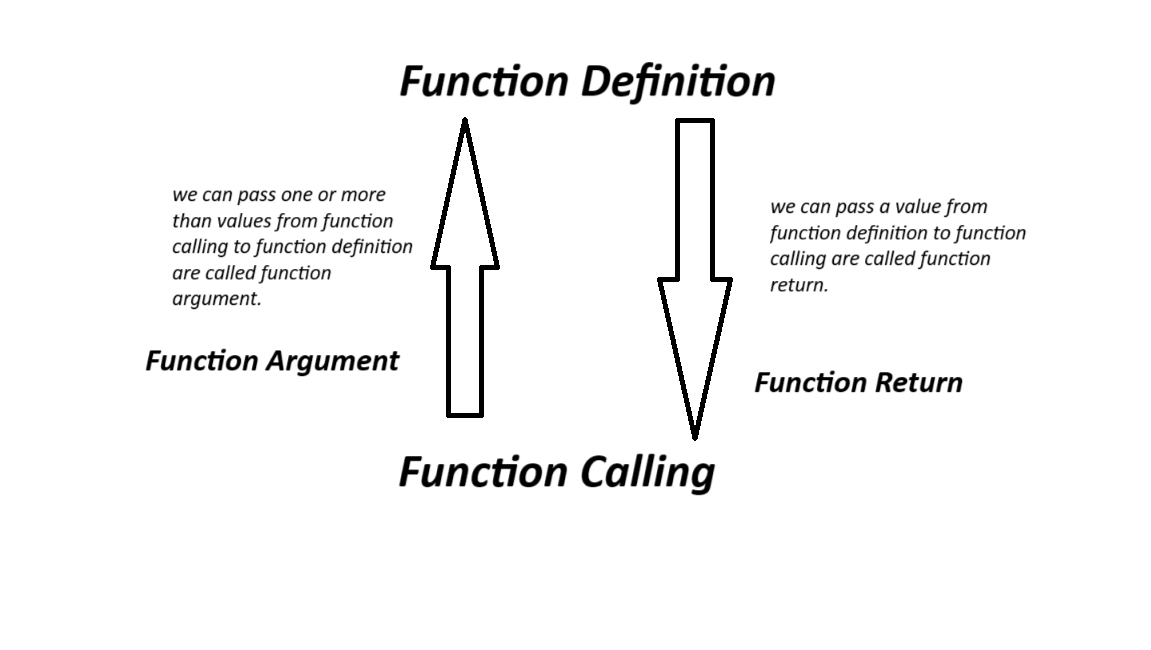 Function Definition
we can pass one or more
than values from function
calling to function definition
are called function
argument.
Function Argument
we can pass a value from
function definition to function
calling are called function
return.
Function Return
Function Calling